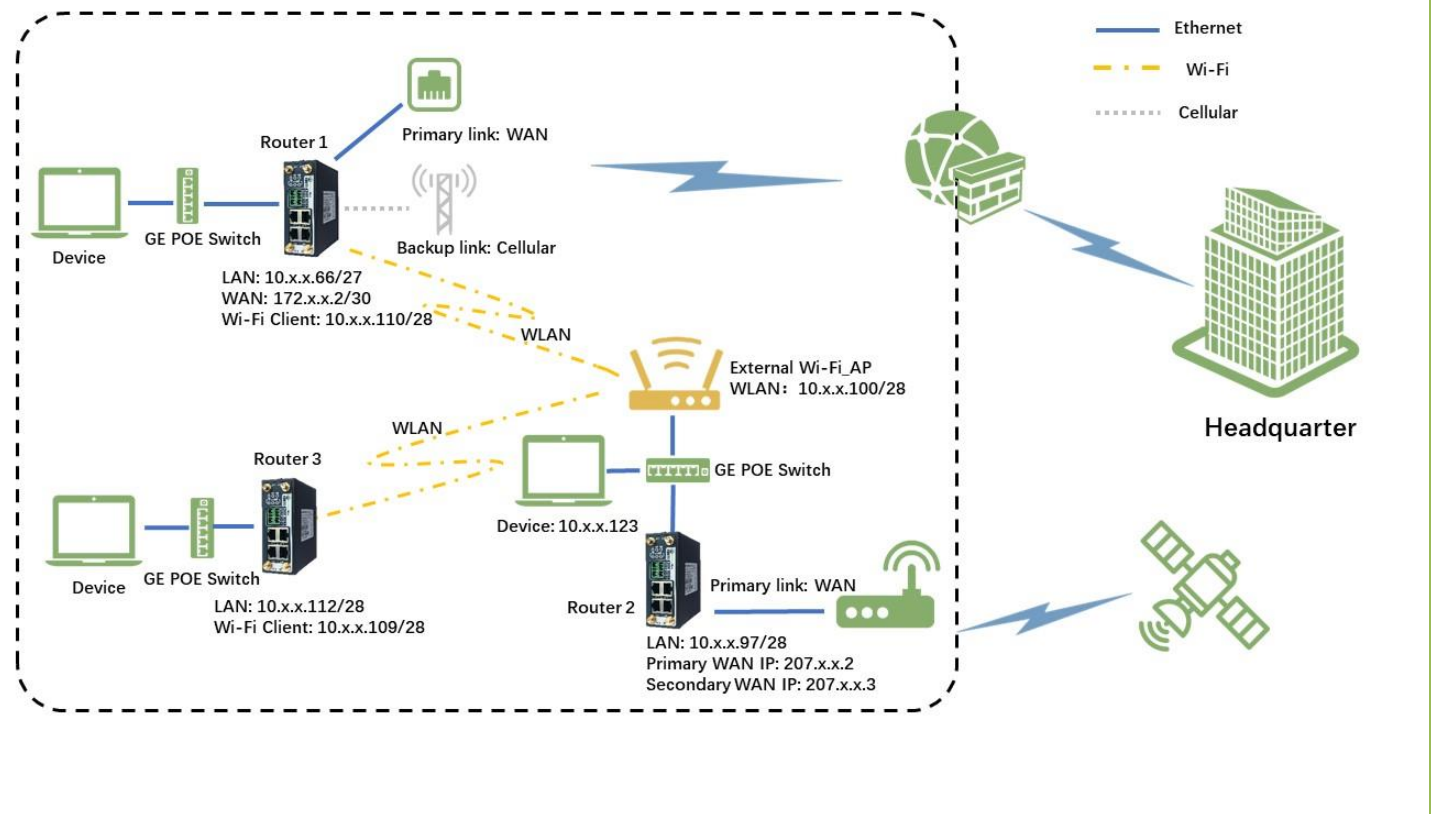 Ethernet
Wi-Fi
Cellular
Primary link: WAN
Router 1
GE POE Switch
Device
Backup link: Cellular
LAN: 10.x.x.66/27
WAN: 172.x.x.2/30
Wi-Fi Client: 10.x.x.110/28
WLAN
External Wi-Fi_AP
WLAN: 10.x.x.100/28
Headquarter
WLAN
Router 3
GE POE Switch
Device: 10.x.x.123
GE POE Switch
Device
LAN: 10.x.x.112/28
Wi-Fi Client: 10.x.x.109/28
Primary link: WAN
Router 2
LAN: 10.x.x.97/28
Primary WAN IP: 207.x.x.2
Secondary WAN IP: 207.x.x.3